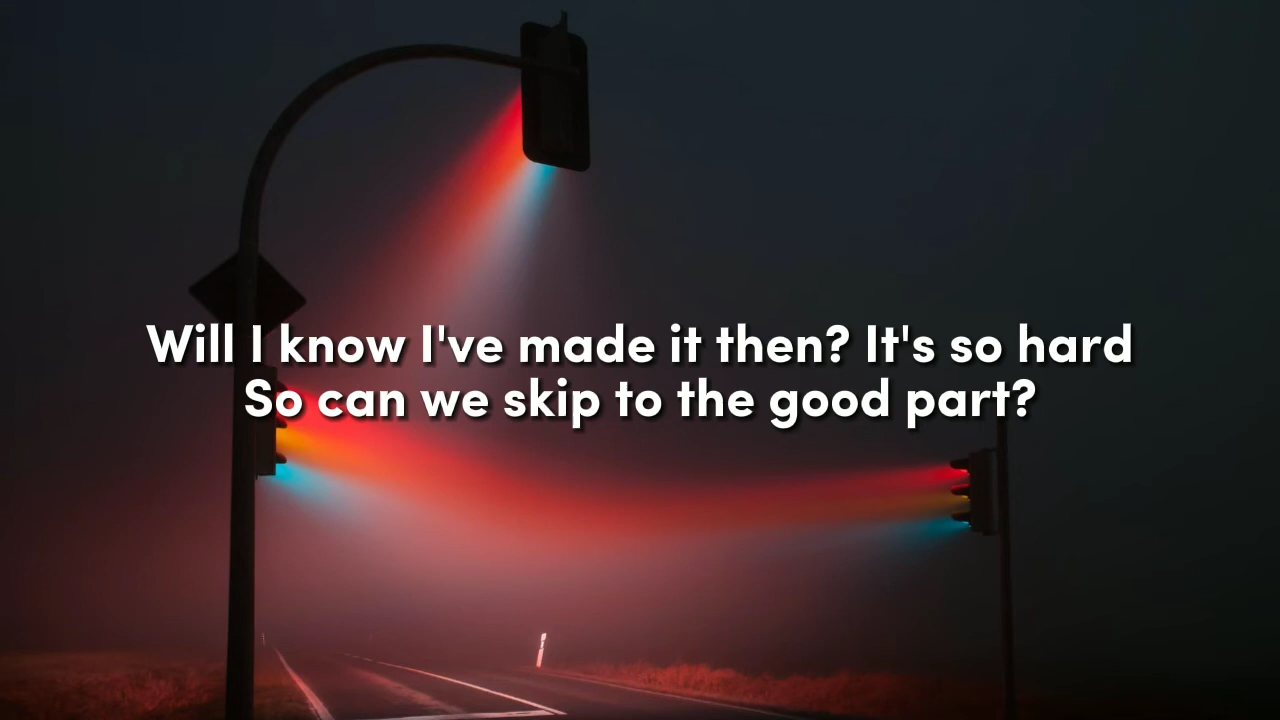 Will I know I've made it then? It's so hard
So can we skip to the good part?